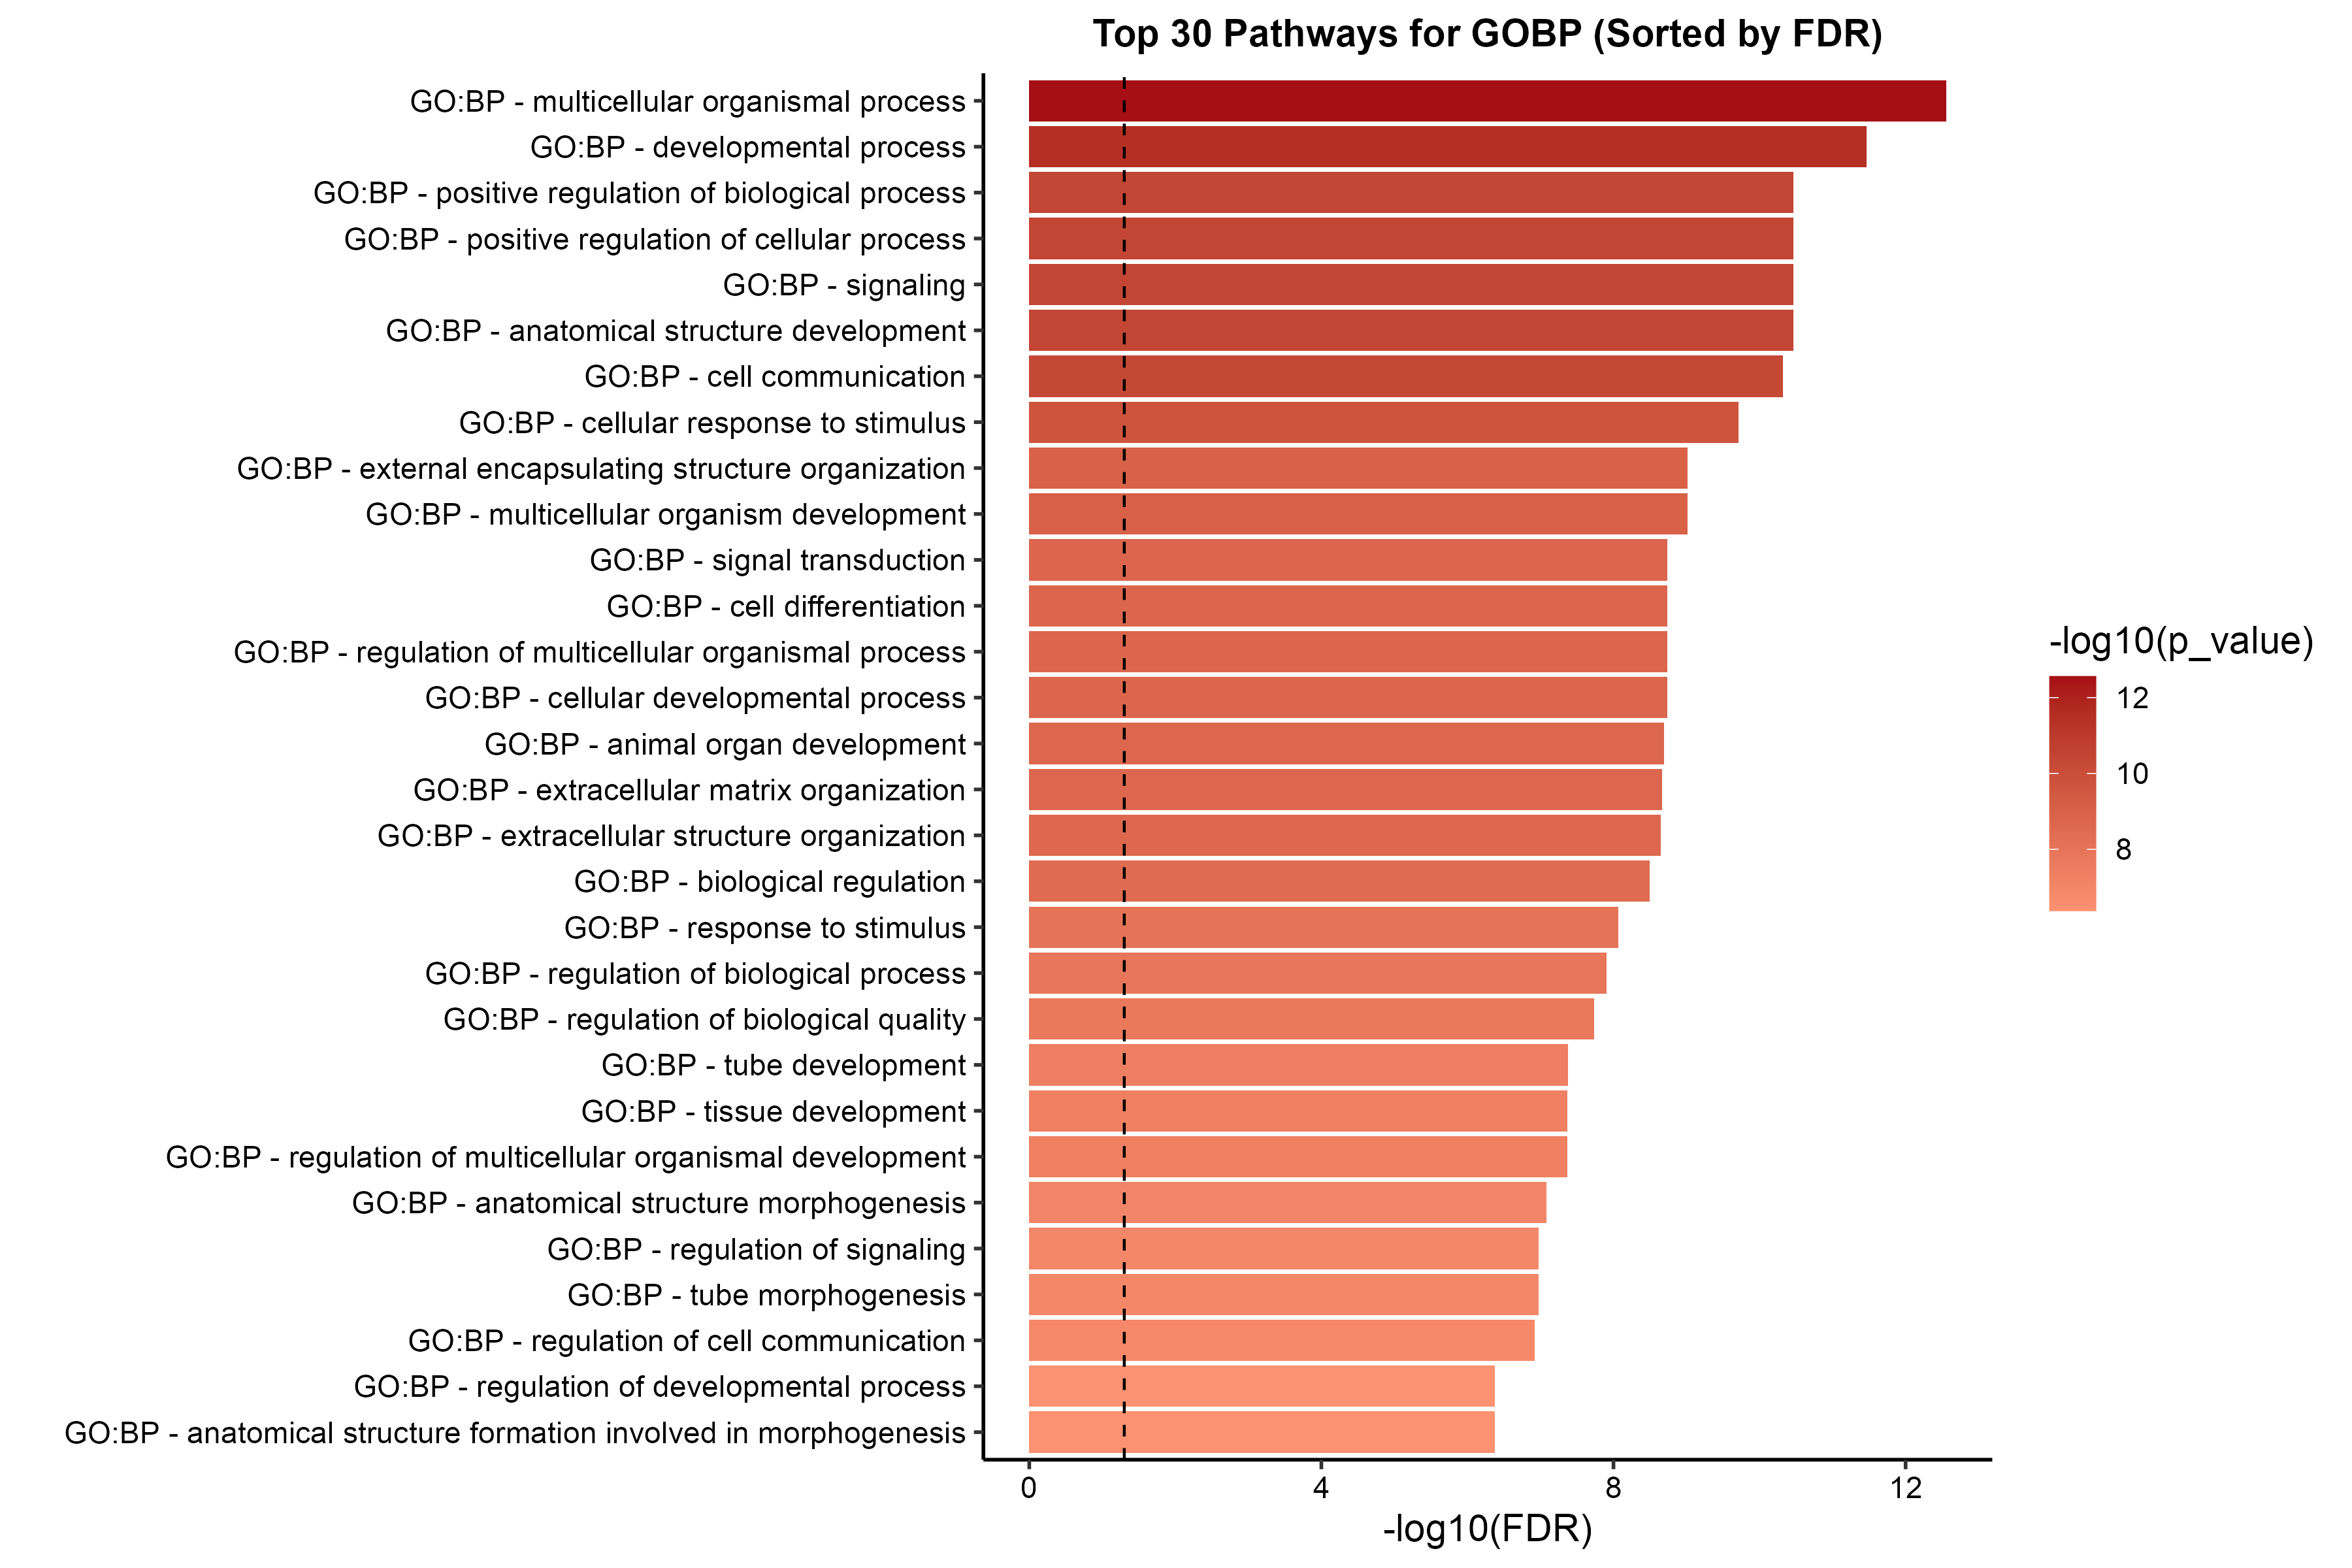 Top 30 Pathways for GOBP (Sorted by FDR)
GO:BP - multicellular organismal process
GO:BP - developmental process
GO:BP - positive regulation of biological process
GO:BP - positive regulation of cellular process
GO:BP - signaling
GO:BP - anatomical structure development
GO:BP - cell communication
GO:BP - cellular response to stimulus
GO:BP - external encapsulating structure organization
GO:BP - multicellular organism development
GO:BP - signal transduction
GO:BP - cell differentiation
GO:BP - regulation of multicellular organismal process
GO:BP - cellular developmental process
GO:BP - animal organ development
GO:BP - extracellular matrix organization
GO:BP - extracellular structure organization
GO:BP - biological regulation
GO:BP - response to stimulus
GO:BP - regulation of biological process
GO:BP - regulation of biological quality
GO:BP - tube development
GO:BP - tissue development
GO:BP - regulation of multicellular organismal development
GO:BP - anatomical structure morphogenesis
GO:BP - regulation of signaling
GO:BP - tube morphogenesis
GO:BP - regulation of cell communication
GO:BP - regulation of developmental process
GO:BP - anatomical structure formation involved in morphogenesis
0 4 8 12
-log10(FDR)
-log10(p_value)
12
10
8